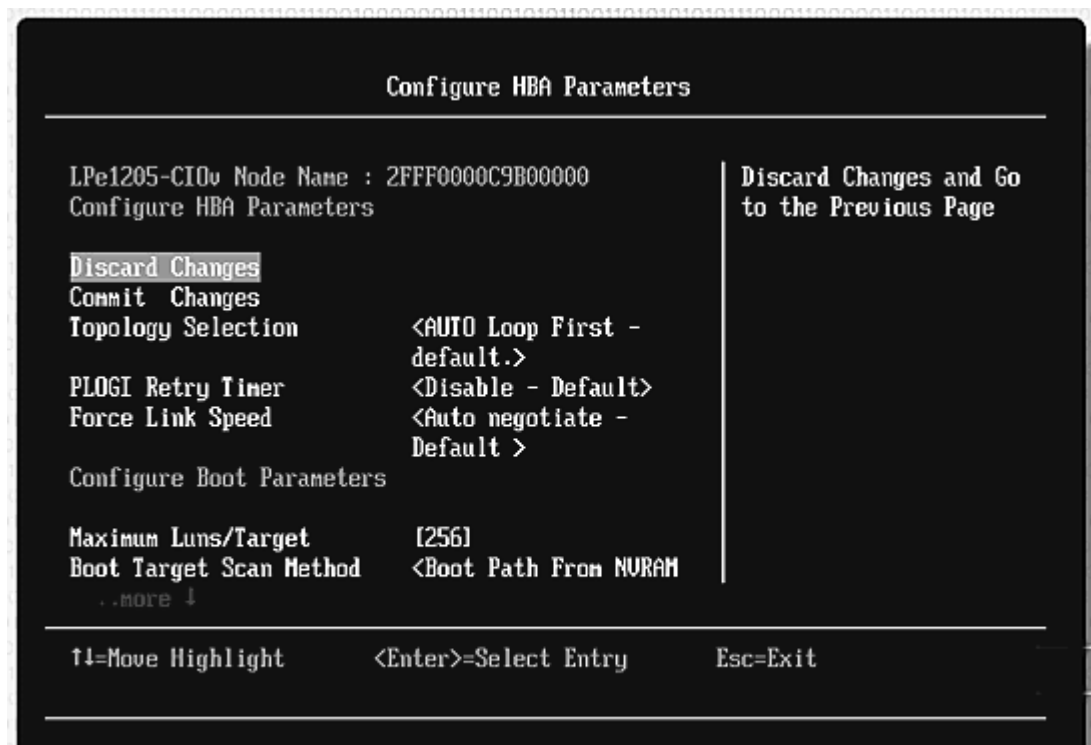 Configure HBA Parameters
LPe1205-CIOv Node Name : 2FFF0000C9B00000
Configure HBA Parameters
Discard Changes and Go
to the Previous Page
Discard Changes
Commit Changes
Topology Selection <AUTO Loop First -
default.>
PLOGI Retry Timer <Disable - Default>
Force Link Speed <Auto negotiate -
Default >
Configure Boot Parameters
Maximum Luns/Target [256]
Boot Target Scan Method <Boot Path From NVRAM
..more ↓
↑↓=Move Highlight <Enter>=Select Entry Esc=Exit